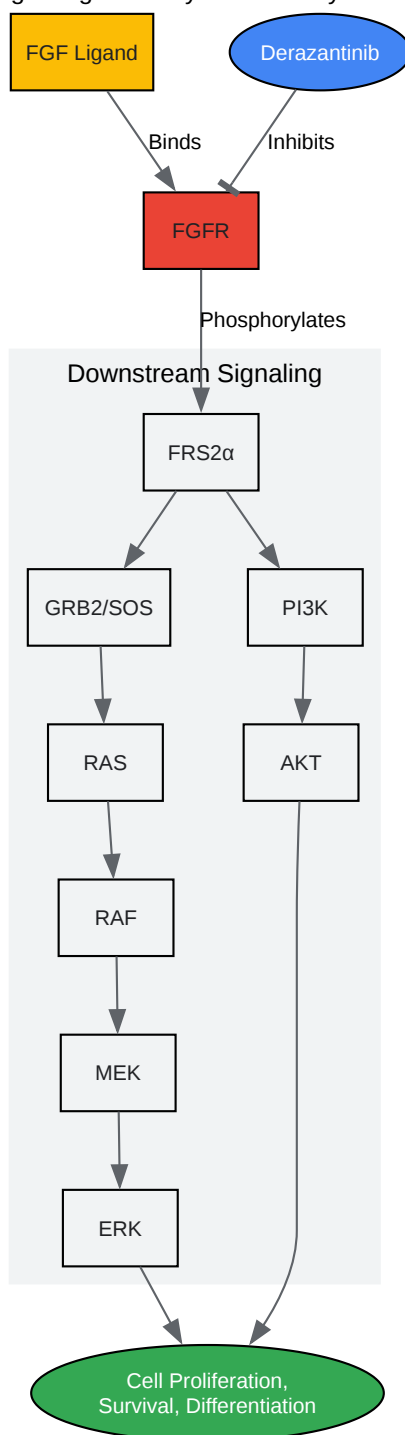 FGF Ligand
Derazantinib
Binds
Inhibits
FGFR
Phosphorylates
Downstream Signaling
FRS2α
GRB2/SOS
PI3K
RAS
AKT
RAF
MEK
ERK
Cell Proliferation,
Survival, Differentiation